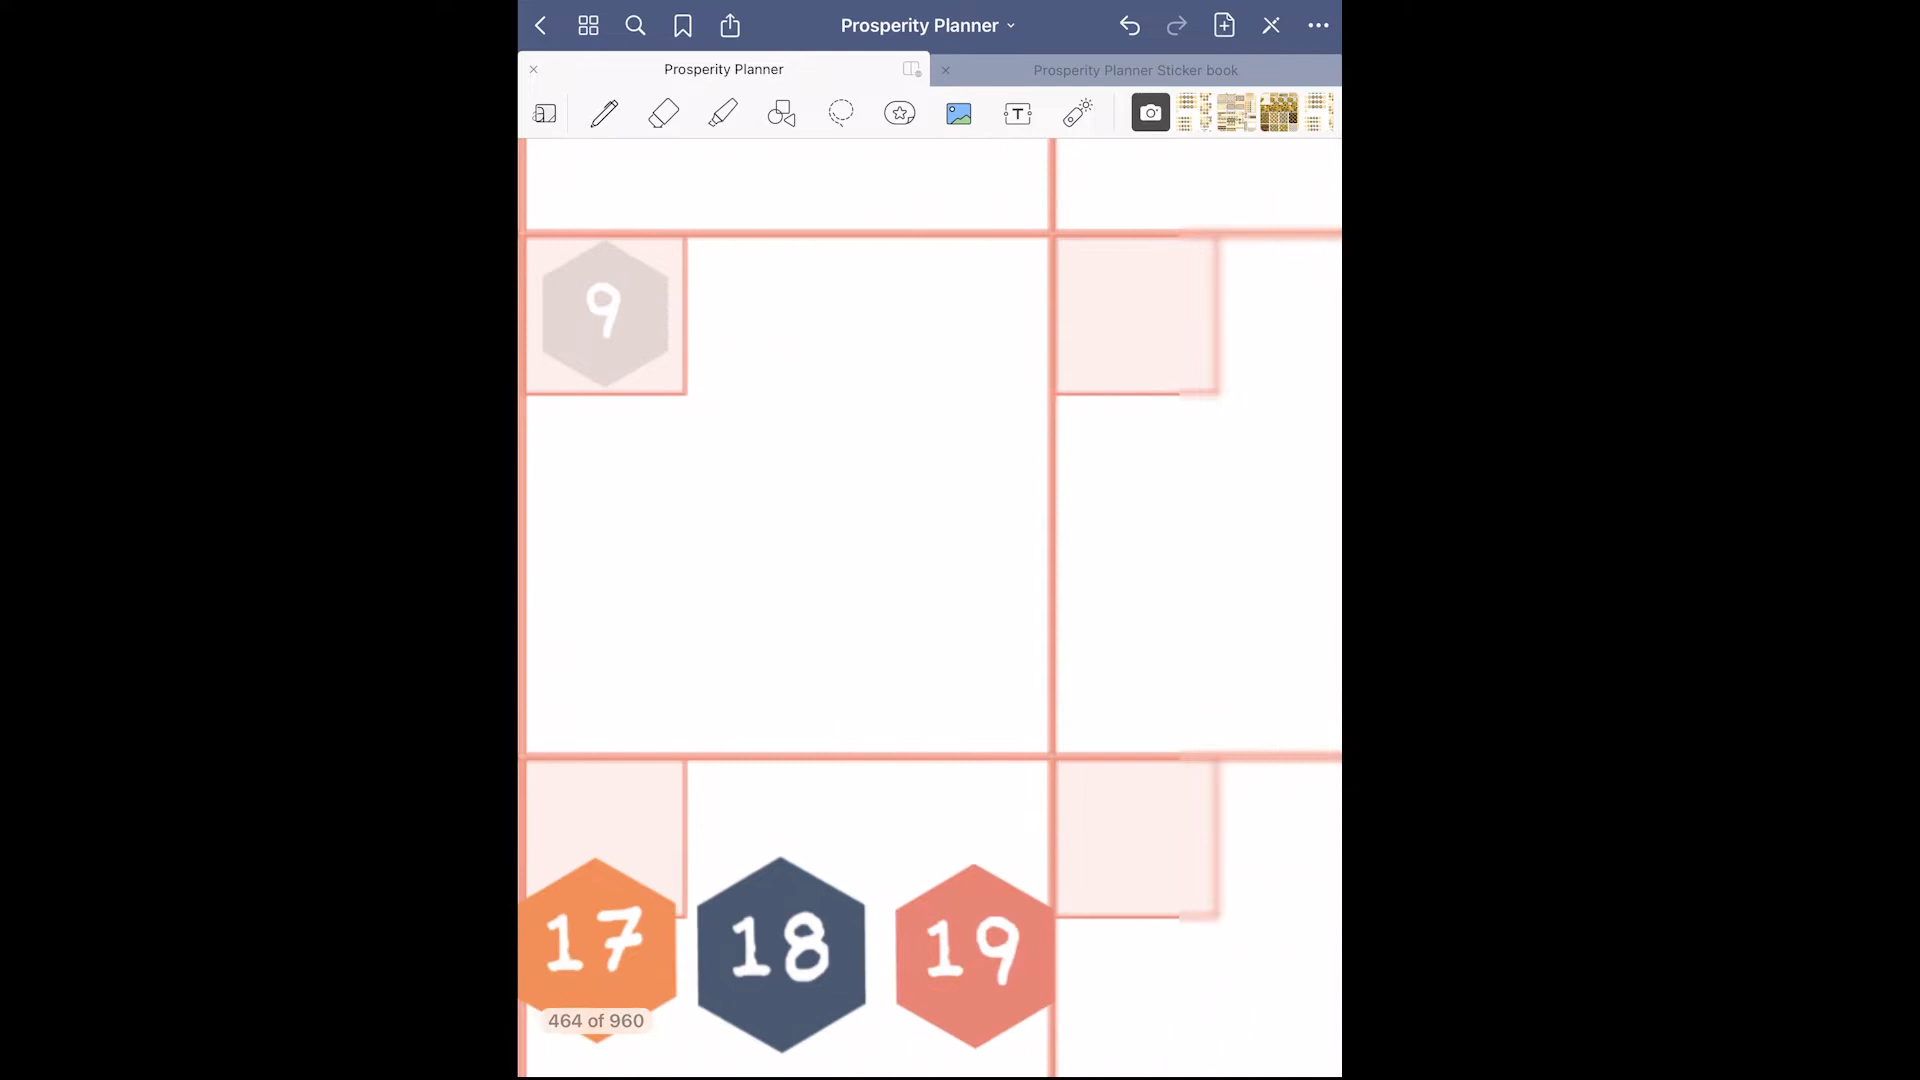 Prosperity Planner
Prosperity Planner
Prosperity Planner Sticker book
T
9
17
18
19
464 of 960